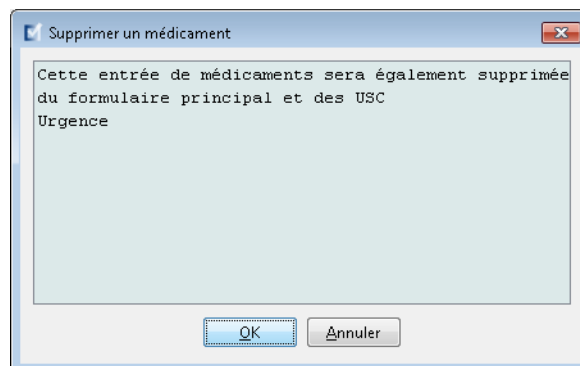 Supprimer un médicament
Cette entrée de médicaments sera également supprimée
du formulaire principal et des USC
Urgence
OK
Annuler